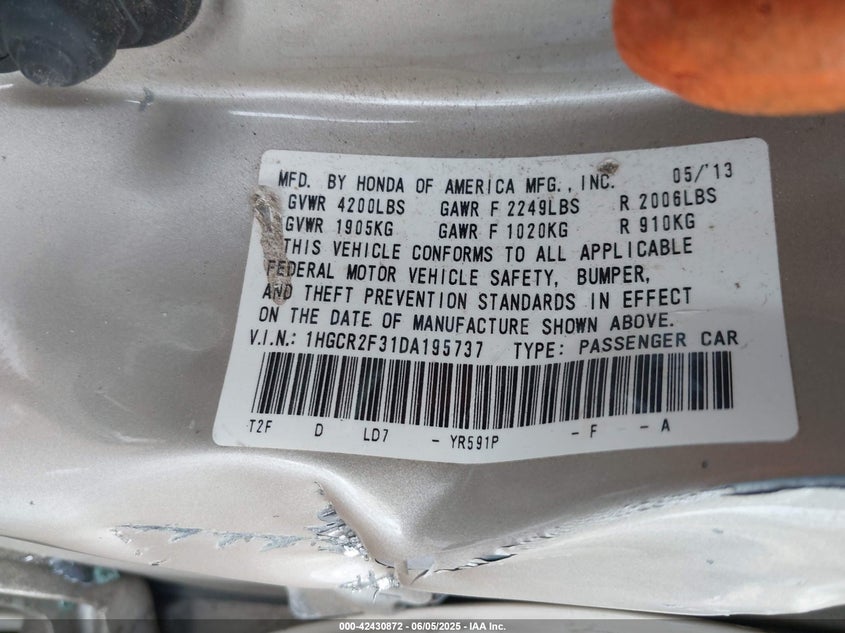 MFD. BY HONDA OF AMERICA MFG., INC. 05/'13
GVWR 4200LBS GAWR F 2249LBS R 2006LBS
GVWR 1905KG GAWR F 1020KG R 910KG
THIS VEHICLE CONFORMS TO ALL APPLICABLE
FEDERAL MOTOR VEHICLE SAFETY, BUMPER,
AND THEFT PREVENTION STANDARDS IN EFFECT
ON THE DATE OF MANUFACTURE SHOWN ABOVE.
V.I.N.: 1HGCR2F31DA195737 TYPE: PASSENGER CAR
T2F D LD7 - YR591P - F - A
000-42430872 - 06/05/2025 - IAA Inc.